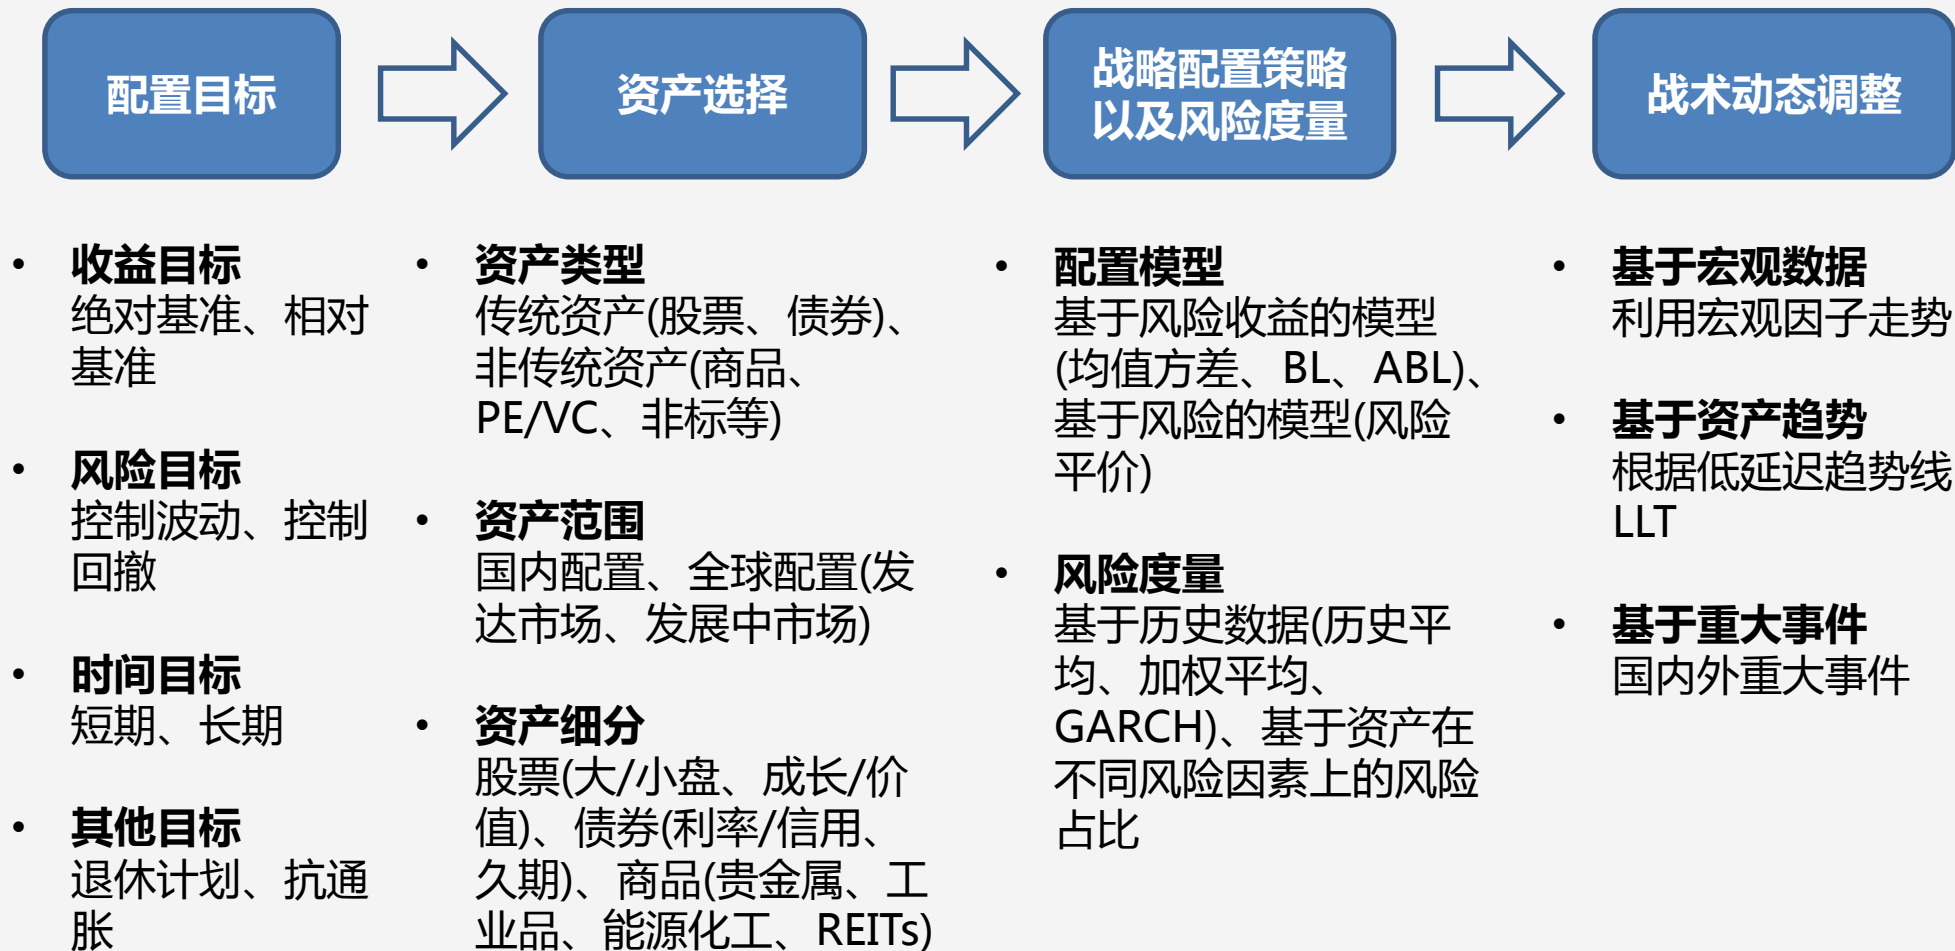 配置目标
资产选择
战略配置策略
以及风险度量
战术动态调整
• 收益目标
绝对基准、相对
基准
• 风险目标
控制波动、控制
回撤
• 时间目标
短期、长期
• 其他目标
退休计划、抗通
胀
• 资产类型
传统资产(股票、债券)、
非传统资产(商品、
PE/VC、非标等)
• 资产范围
国内配置、全球配置(发
达市场、发展中市场)
• 资产细分
股票(大/小盘、成长/价
值)、债券(利率/信用、
久期)、商品(贵金属、工
业品、能源化工、REITs)
• 配置模型
基于风险收益的模型
(均值方差、BL、ABL)、
基于风险的模型(风险
平价)
• 风险度量
基于历史数据(历史平
均、加权平均、
GARCH)、基于资产在
不同风险因素上的风险
占比
• 基于宏观数据
利用宏观因子走势
• 基于资产趋势
根据低延迟趋势线
LLT
• 基于重大事件
国内外重大事件